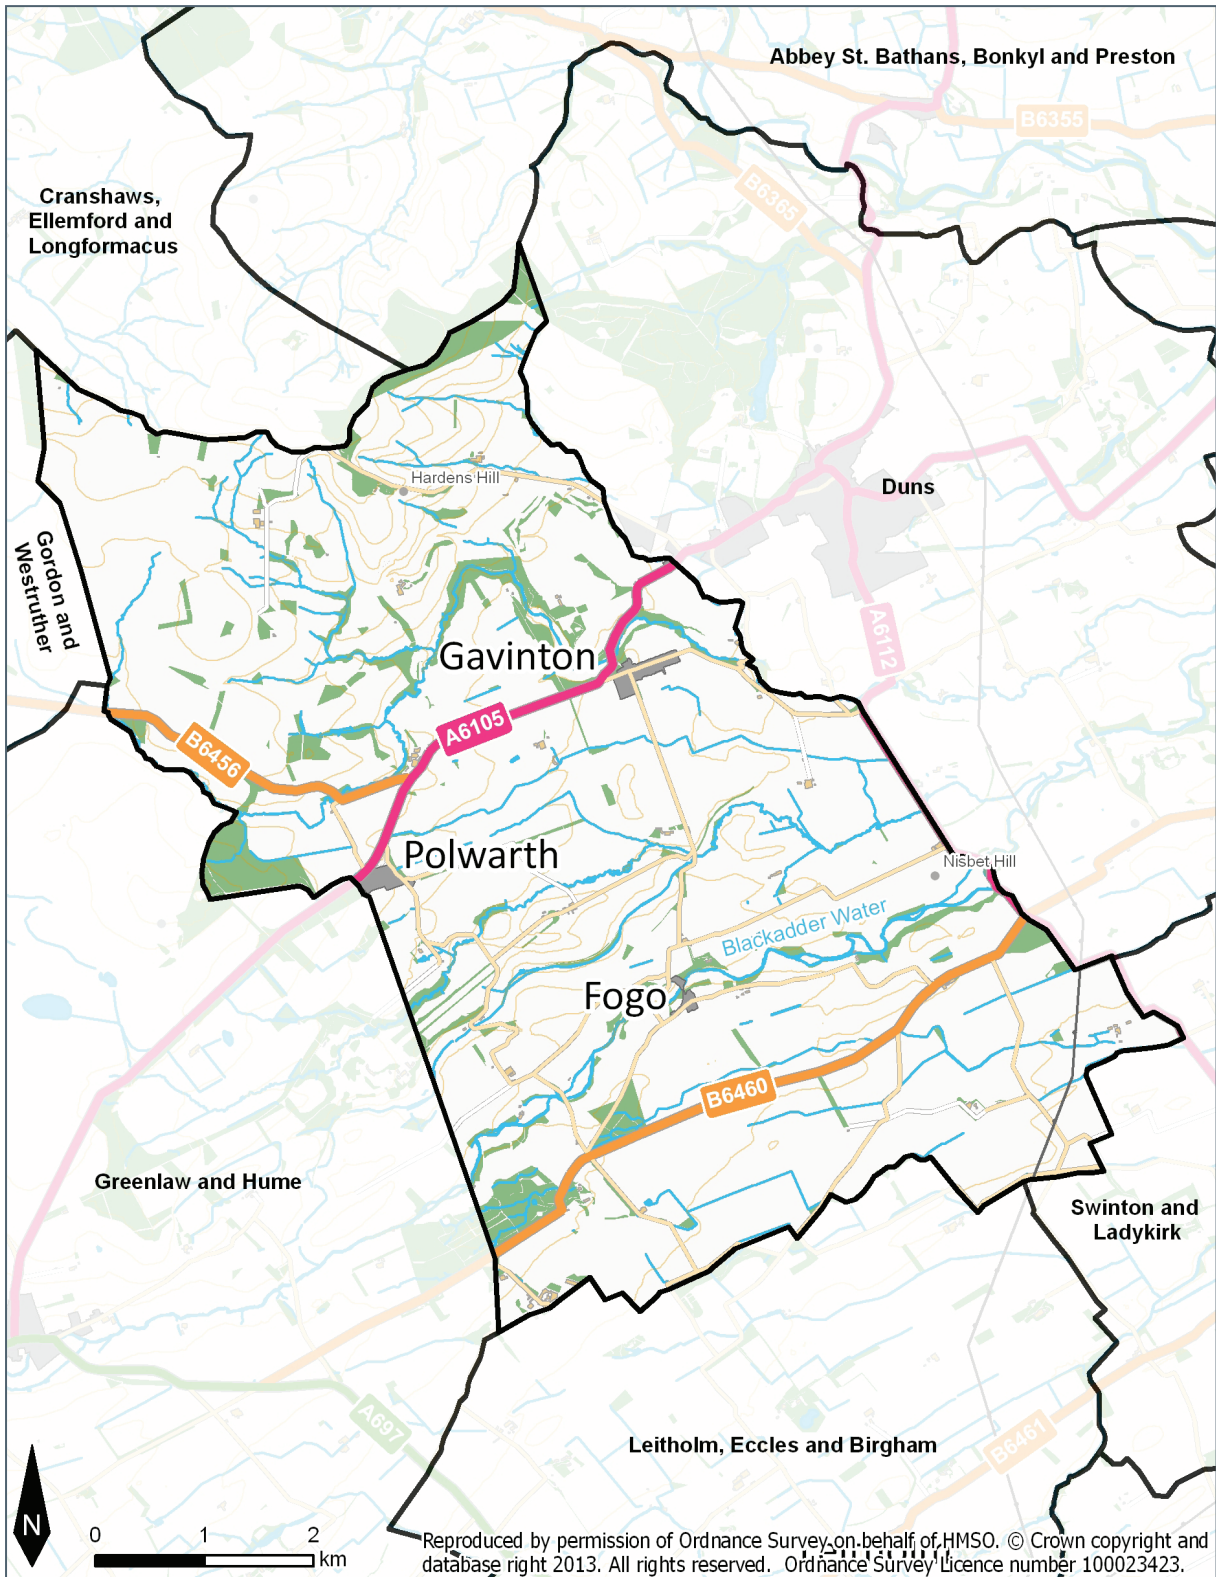 Abbey St. Bathans, Bonkyl and Preston
B6355
B6365
Cranshaws,
Ellemford and
Longformacus
Hardens Hill
Duns
Gordon and
Westruther
A6112
Gavinton
A6105
B6456
Polwarth
Nisbet Hill
Blackadder Water
Fogo
B6460
Greenlaw and Hume
Swinton and
Ladykirk
A697
Leitholm, Eccles and Birgham
B6461
N
0 1 2
km
Reproduced by permission of Ordnance Survey on behalf of HMSO. © Crown copyright and
database right 2013. All rights reserved. Ordnance Survey Licence number 100023423.